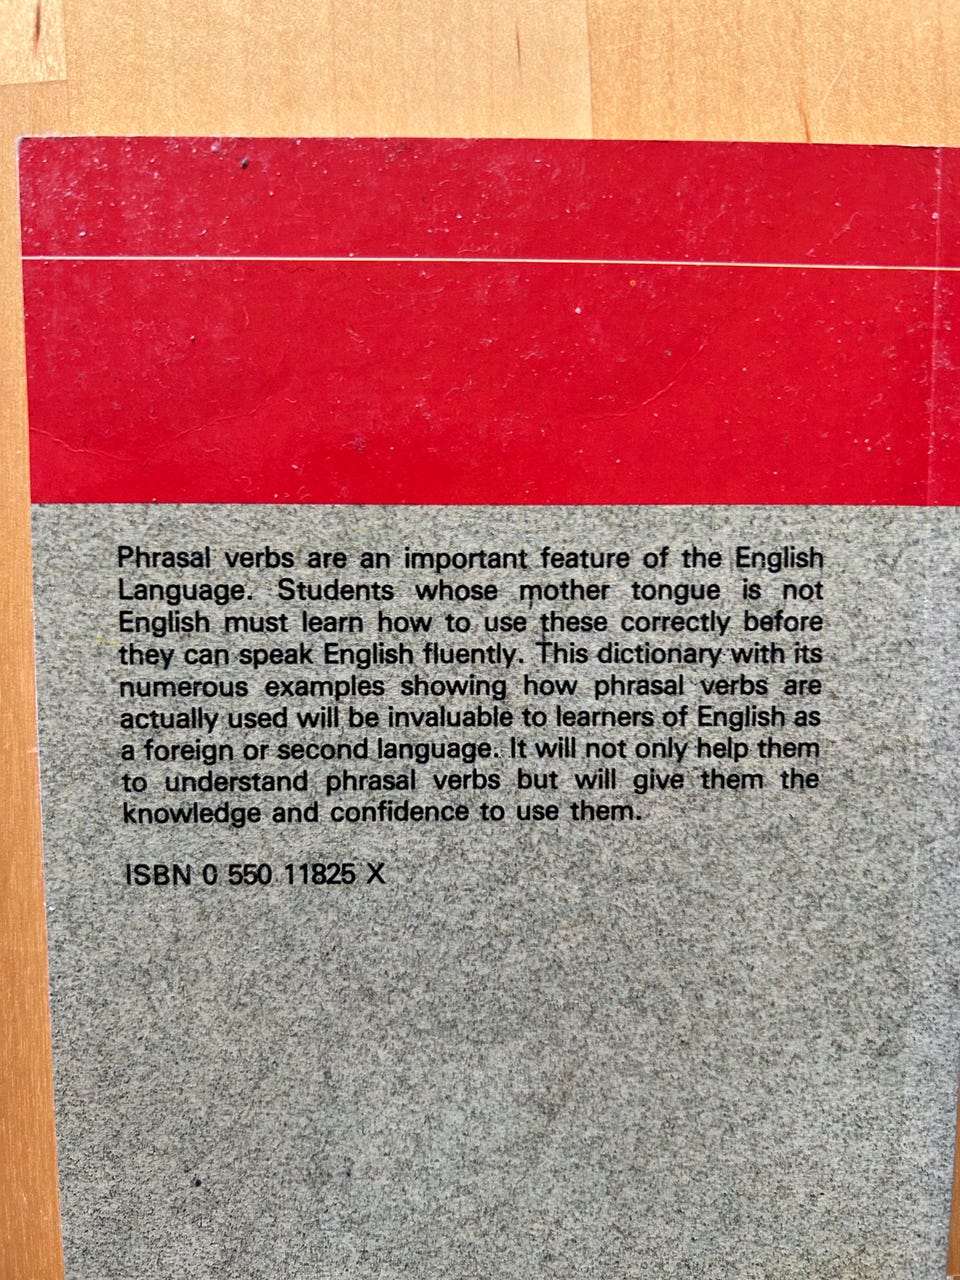 Phrasal verbs are an important feature of the English
Language. Students whose mother tongue is not
English must learn how to use these correctly before
they can speak English fluently. This dictionary with its
numerous examples showing how phrasal verbs are
actually used will be invaluable to learners of English as
a foreign or second language. It will not only help them
to understand phrasal verbs but will give them the
knowledge and confidence to use them.
ISBN 0 550 11825 X